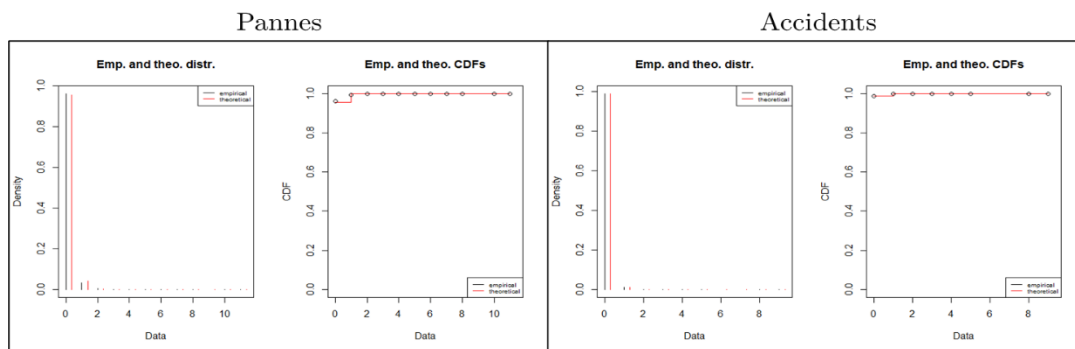 Pannes
Accidents
Emp. and theo. distr.
Emp. and theo. CDFs
Emp. and theo. distr.
Emp. and theo. CDFs
empirical
theoretical
empirical
theoretical
Density
0.0 0.2 0.4 0.6 0.8 1.0
CDF
0.0 0.2 0.4 0.6 0.8 1.0
Density
0.0 0.2 0.4 0.6 0.8 1.0
CDF
0.0 0.2 0.4 0.6 0.8 1.0
empirical
theoretical
empirical
theoretical
0 2 4 6 8 10
0 2 4 6 8 10
0 2 4 6 8
0 2 4 6 8
Data
Data
Data
Data